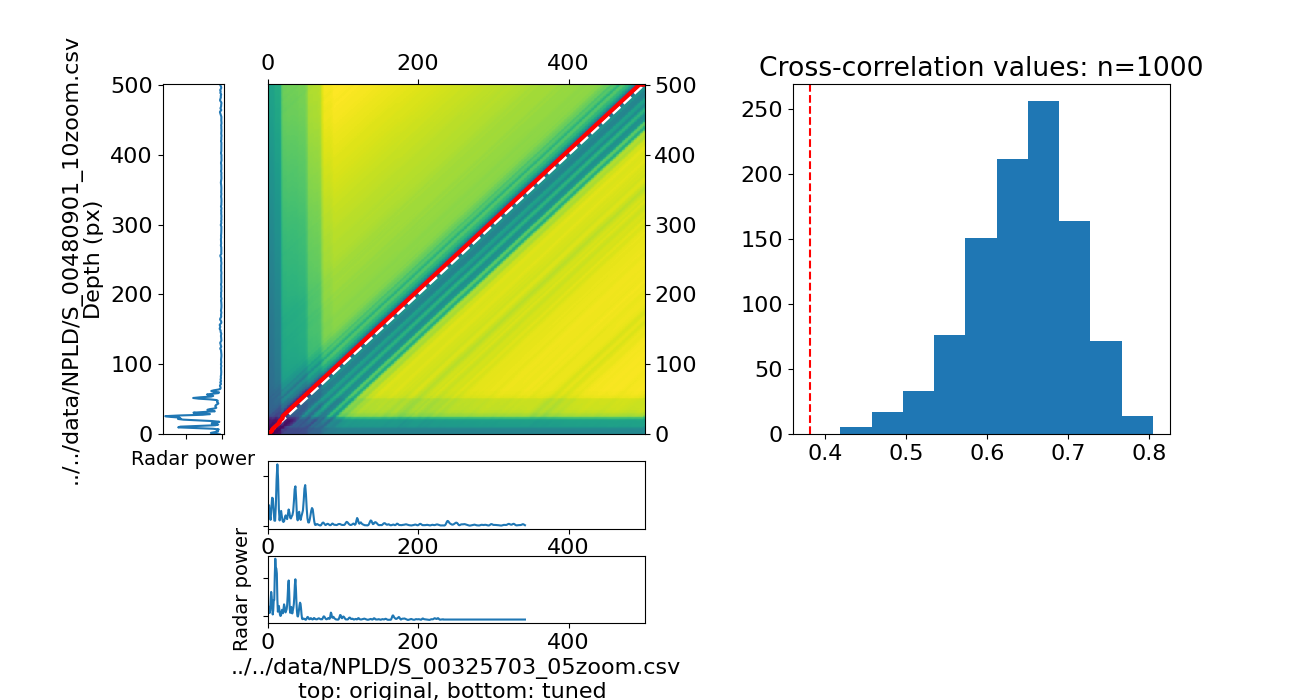 ../../data/NPLD/S_00480901_10zoom.csv
Depth (px)
0 200 400
500
400
300
200
100
0
Radar power
500
400
300
200
100
0
0 200 400
Radar power
0 200 400
../../data/NPLD/S_00325703_05zoom.csv
top: original, bottom: tuned
Cross-correlation values: n=1000
250
200
150
100
50
0
0.4 0.5 0.6 0.7 0.8